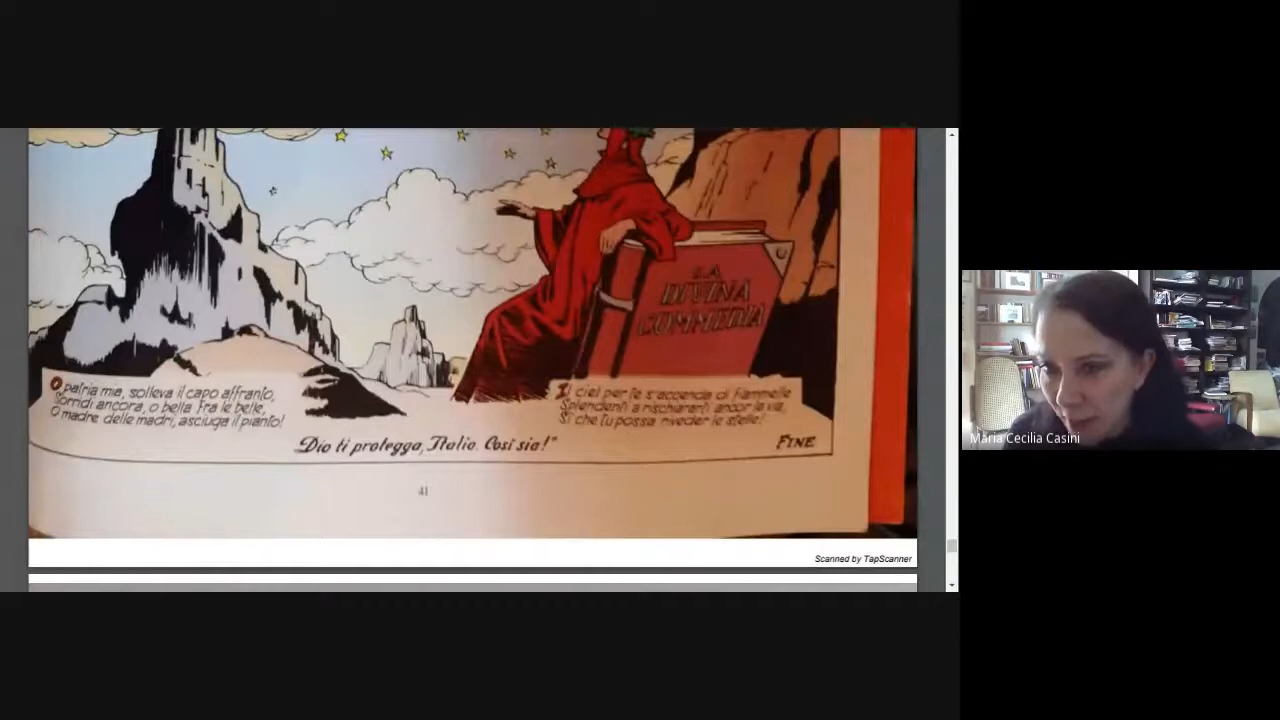 LA
DIVINA
COMMEDIA
O patria mia, solleva il capo affranto,
Sorridi ancora, o bella fra le belle,
O madre delle madri, asciuga il pianto!
Il ciel per te s'accenda di fiammelle
Splendenti a rischiararti ancor la via,
Sì che tu possa riveder le stelle!
Dio ti protegga, Italia. Così sia!"
FINE
41
Scanned by TapScanner
Maria Cecilia Casini